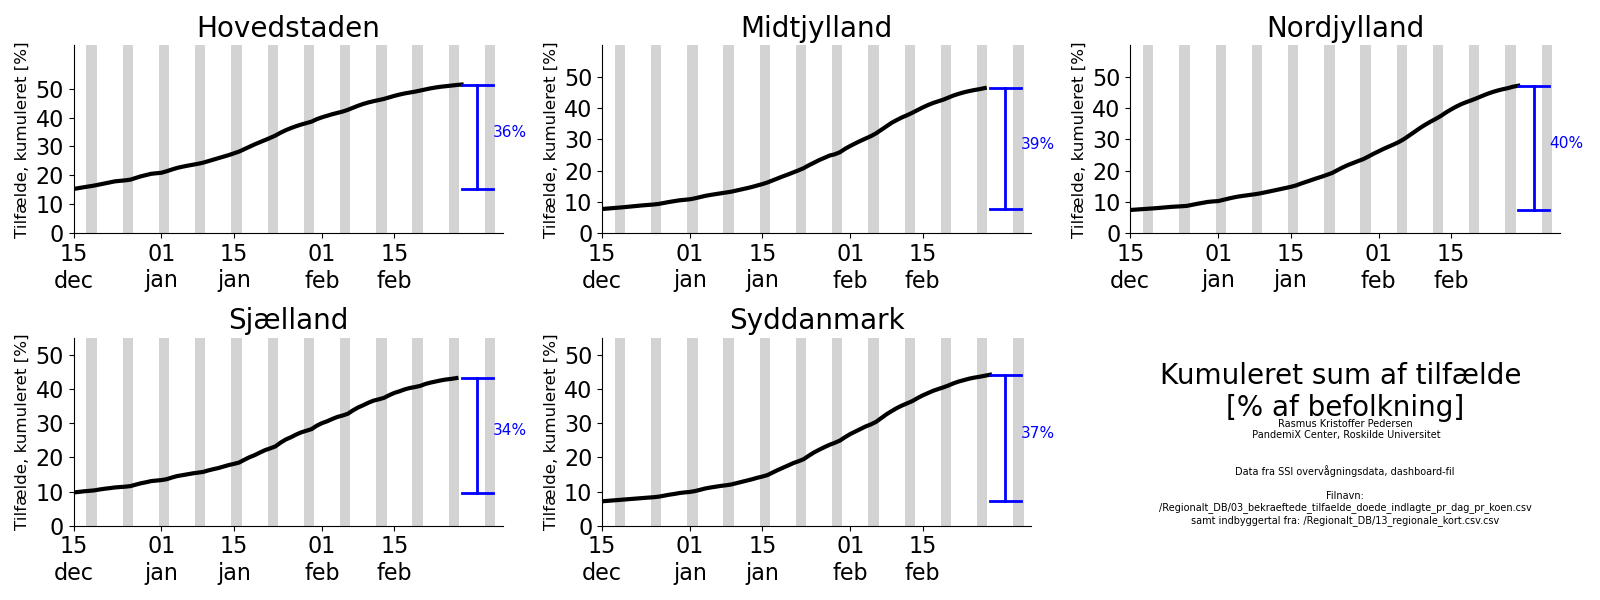 Hovedstaden
Tilfælde, kumuleret [%]
50
40
30
20
10
0
36%
15 01 15 01 15
dec jan jan feb feb
Midtjylland
Tilfælde, kumuleret [%]
50
40
30
20
10
0
39%
15 01 15 01 15
dec jan jan feb feb
Nordjylland
Tilfælde, kumuleret [%]
50
40
30
20
10
0
40%
15 01 15 01 15
dec jan jan feb feb
Sjælland
Tilfælde, kumuleret [%]
50
40
30
20
10
0
34%
15 01 15 01 15
dec jan jan feb feb
Syddanmark
Tilfælde, kumuleret [%]
50
40
30
20
10
0
37%
15 01 15 01 15
dec jan jan feb feb
Kumuleret sum af tilfælde
[% af befolkning]
Rasmus Kristoffer Pedersen
PandemiX Center, Roskilde Universitet
Data fra SSI overvågningsdata, dashboard-fil
Filnavn:
/Regionalt_DB/03_bekraeftede_tilfaelde_doede_indlagte_pr_dag_pr_koen.csv
samt indbyggertal fra: /Regionalt_DB/13_regionale_kort.csv.csv